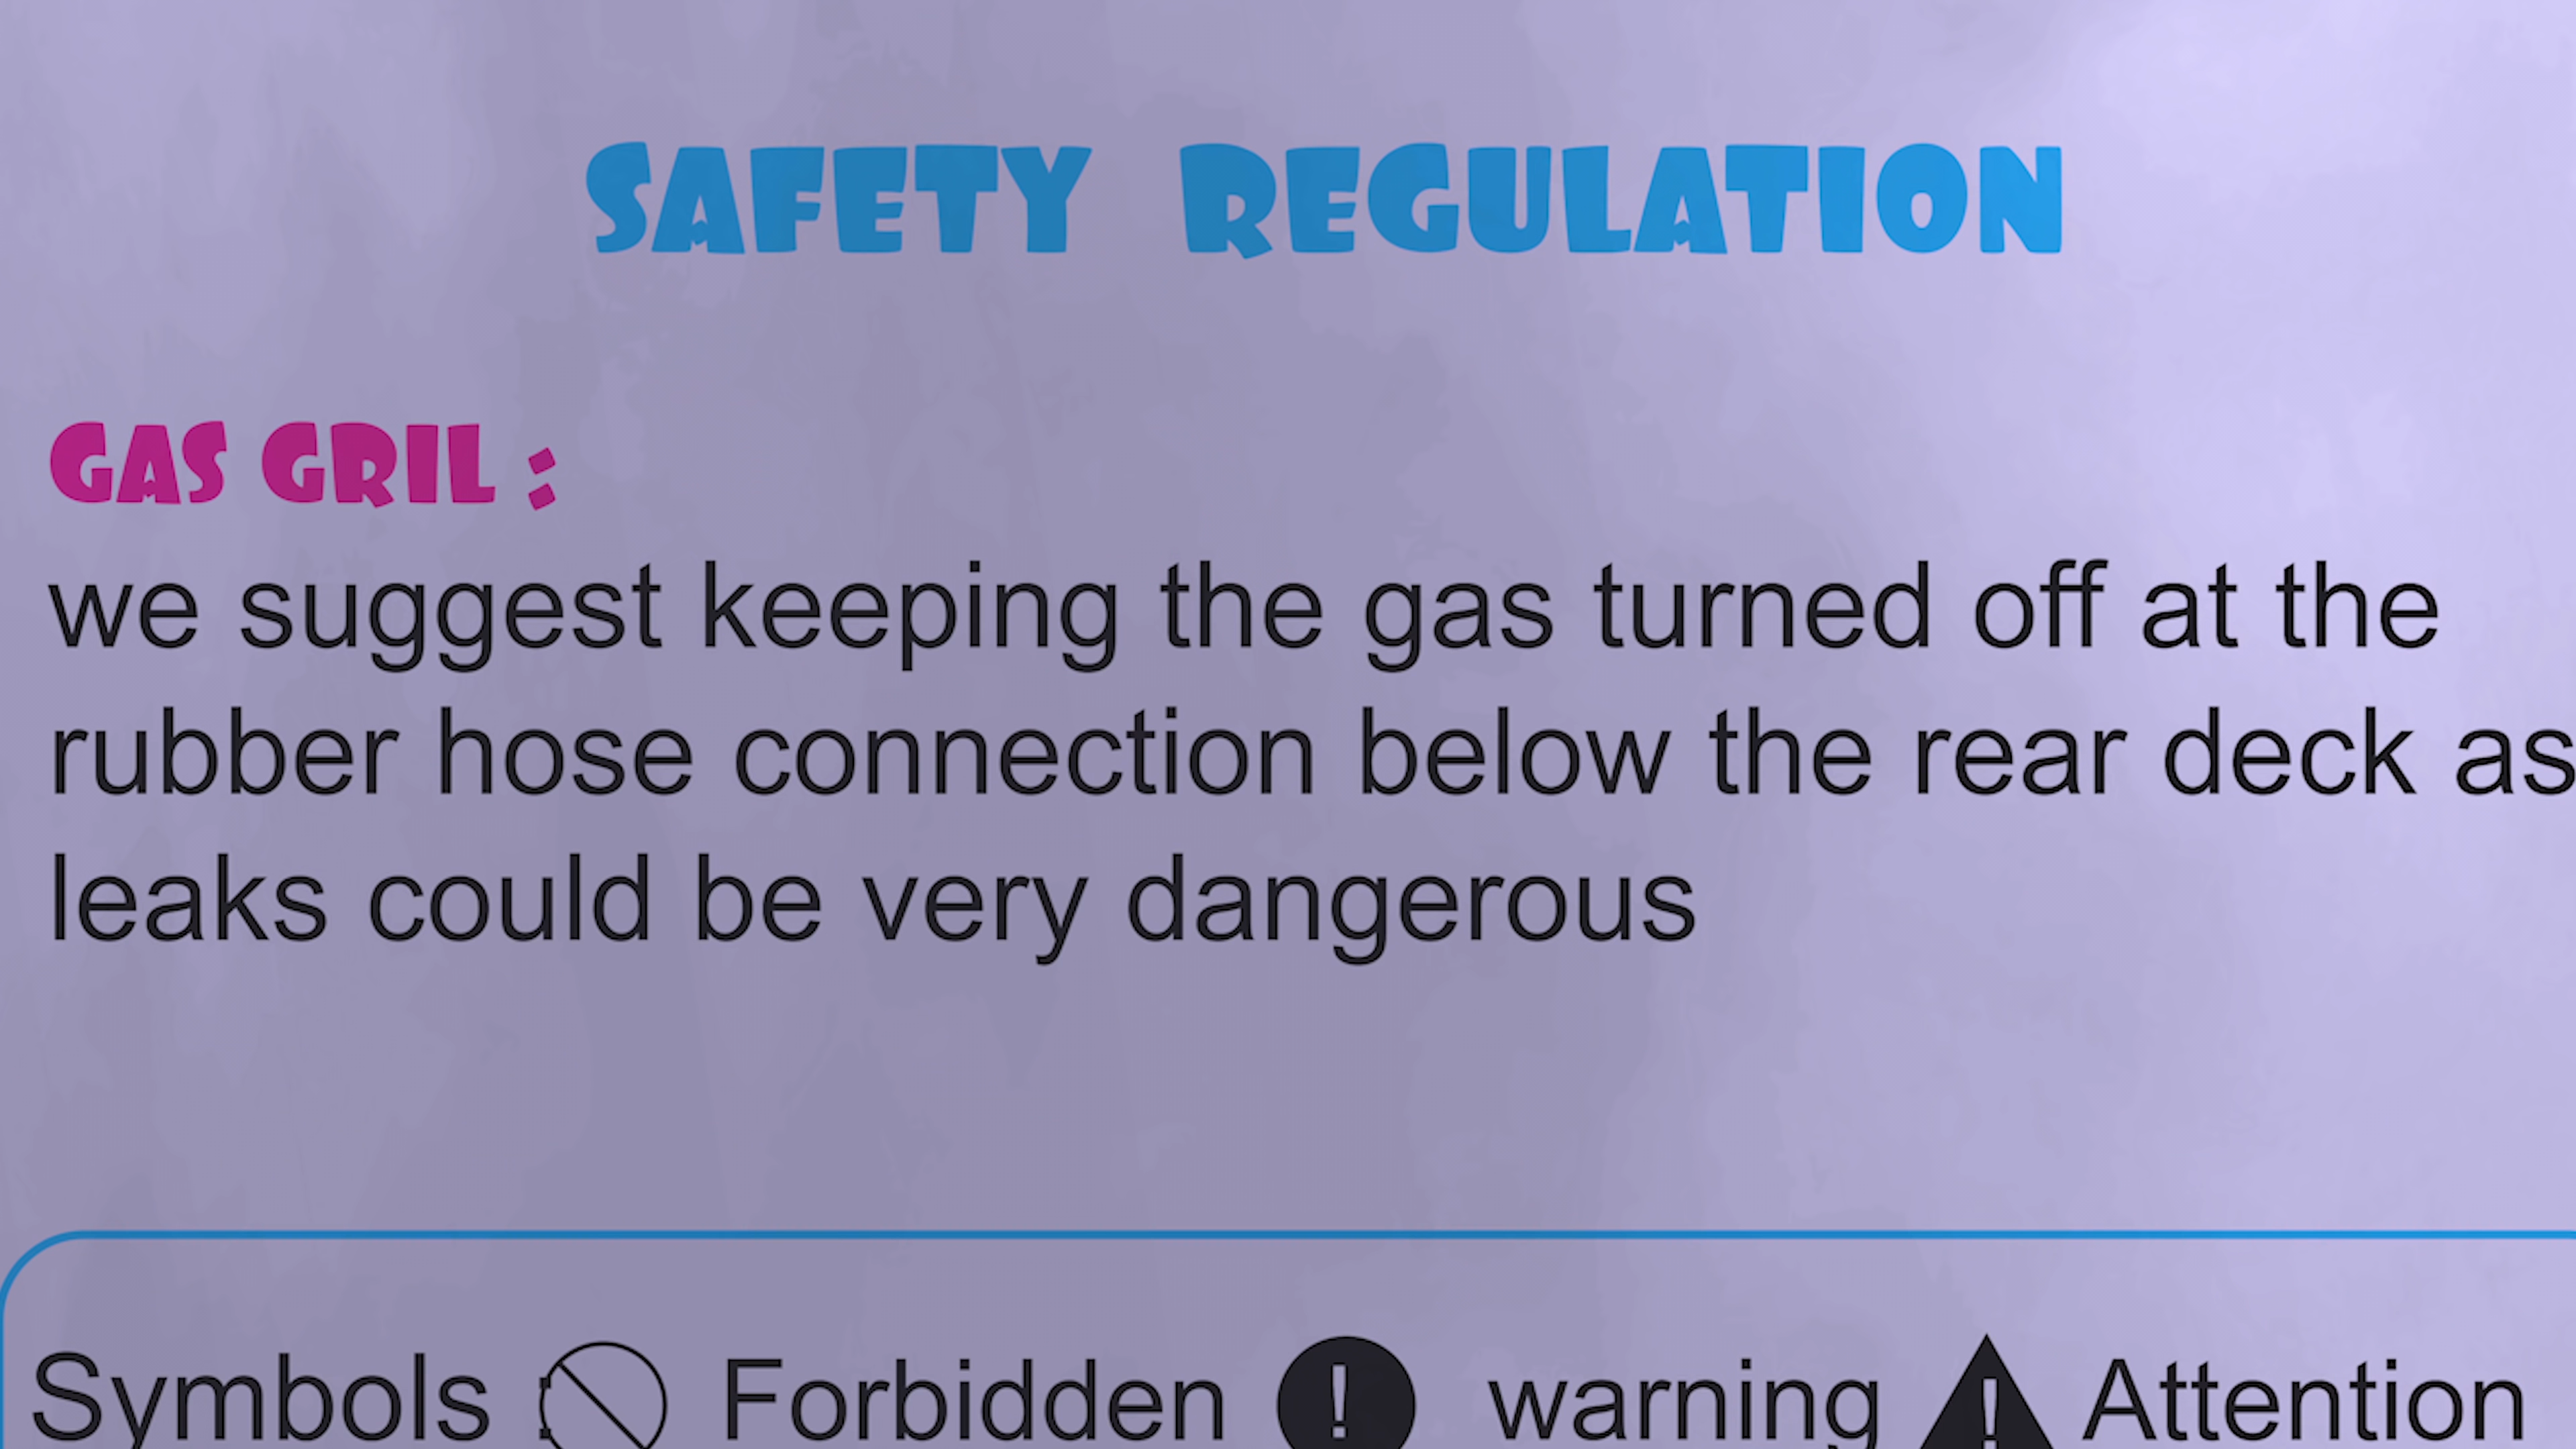 SAFETY REGULATION
GAS GRIL :
we suggest keeping the gas turned off at the
rubber hose connection below the rear deck as
leaks could be very dangerous
Symbols : Forbidden ! warning ! Attention